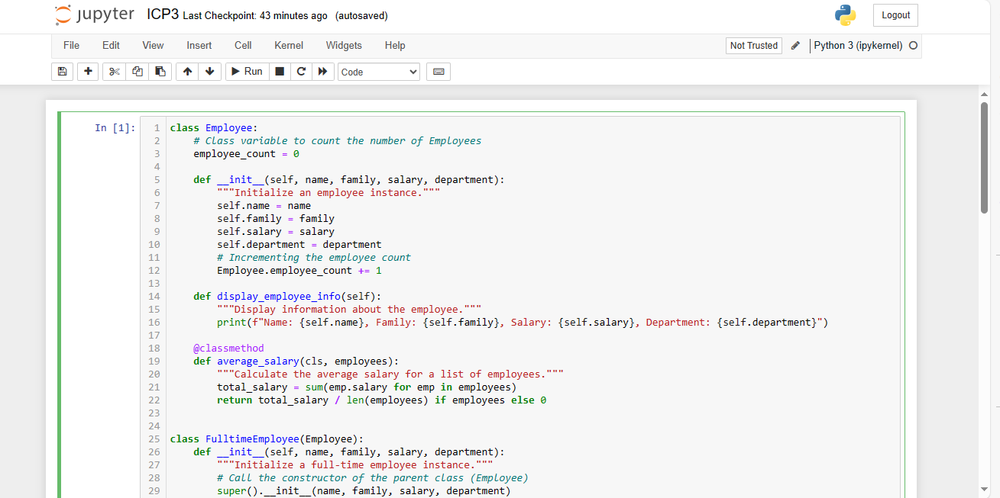 jupyter ICP3 Last Checkpoint: 43 minutes ago (autosaved) Logout
File Edit View Insert Cell Kernel Widgets Help Not Trusted Python 3 (ipykernel)
Run Code
In [1]:
1 class Employee:
2     # Class variable to count the number of Employees
3     employee_count = 0
4
5     def __init__(self, name, family, salary, department):
6         """Initialize an employee instance."""
7         self.name = name
8         self.family = family
9         self.salary = salary
10         self.department = department
11         # Incrementing the employee count
12         Employee.employee_count += 1
13
14     def display_employee_info(self):
15         """Display information about the employee."""
16         print(f"Name: {self.name}, Family: {self.family}, Salary: {self.salary}, Department: {self.department}")
17
18     @classmethod
19     def average_salary(cls, employees):
20         """Calculate the average salary for a list of employees."""
21         total_salary = sum(emp.salary for emp in employees)
22         return total_salary / len(employees) if employees else 0
23
24
25 class FulltimeEmployee(Employee):
26     def __init__(self, name, family, salary, department):
27         """Initialize a full-time employee instance."""
28         # Call the constructor of the parent class (Employee)
29         super().__init__(name, family, salary, department)